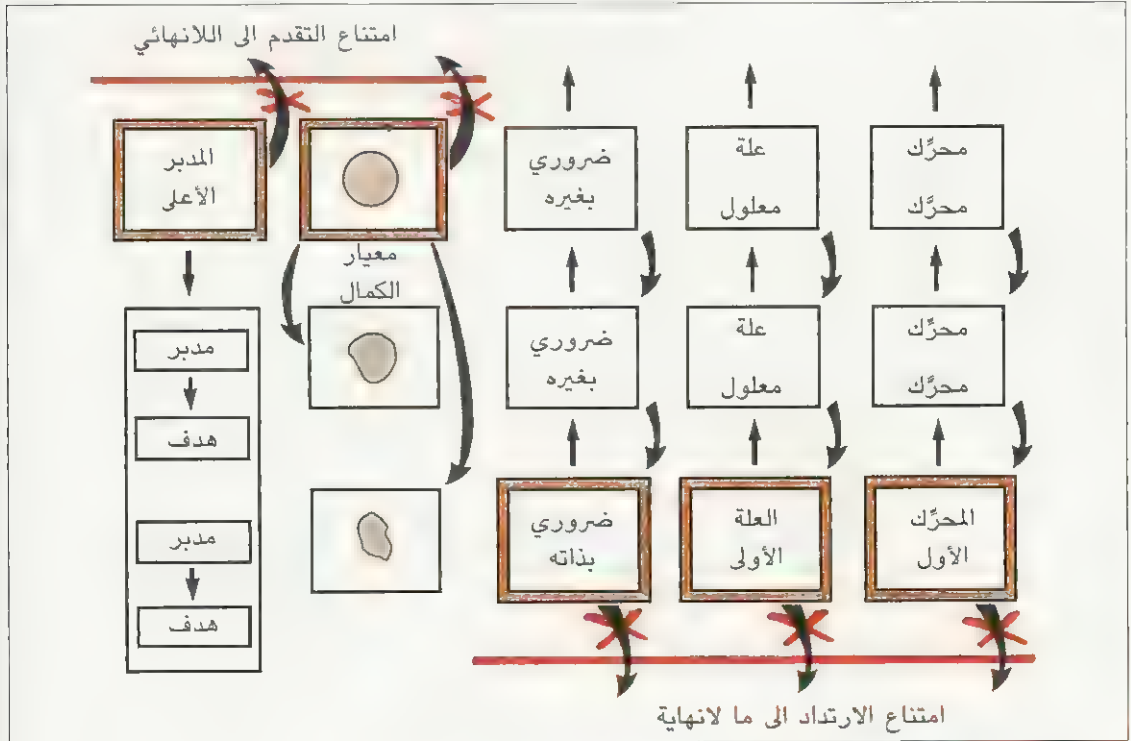 امتناع التقدم الى اللانهائي
محرِّك
محرَّك
علة
معلول
ضروري
بغيره
المدبر
الأعلى
معيار
الكمال
محرِّك
محرَّك
علة
معلول
ضروري
بغيره
مدبر
هدف
المحرِّك
الأول
العلة
الأولى
ضروري
بذاته
مدبر
هدف
امتناع الارتداد الى ما لانهاية